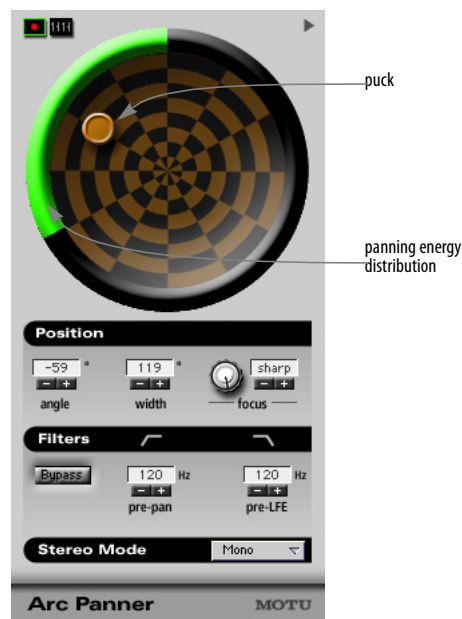 puck
panning energy
distribution
Position
-59 °
119 °
sharp
- +
- +
- +
angle
width
focus
Filters
Bypass
120 Hz
120 Hz
- +
- +
pre-pan
pre-LFE
Stereo Mode
Mono
Arc Panner
MOTU